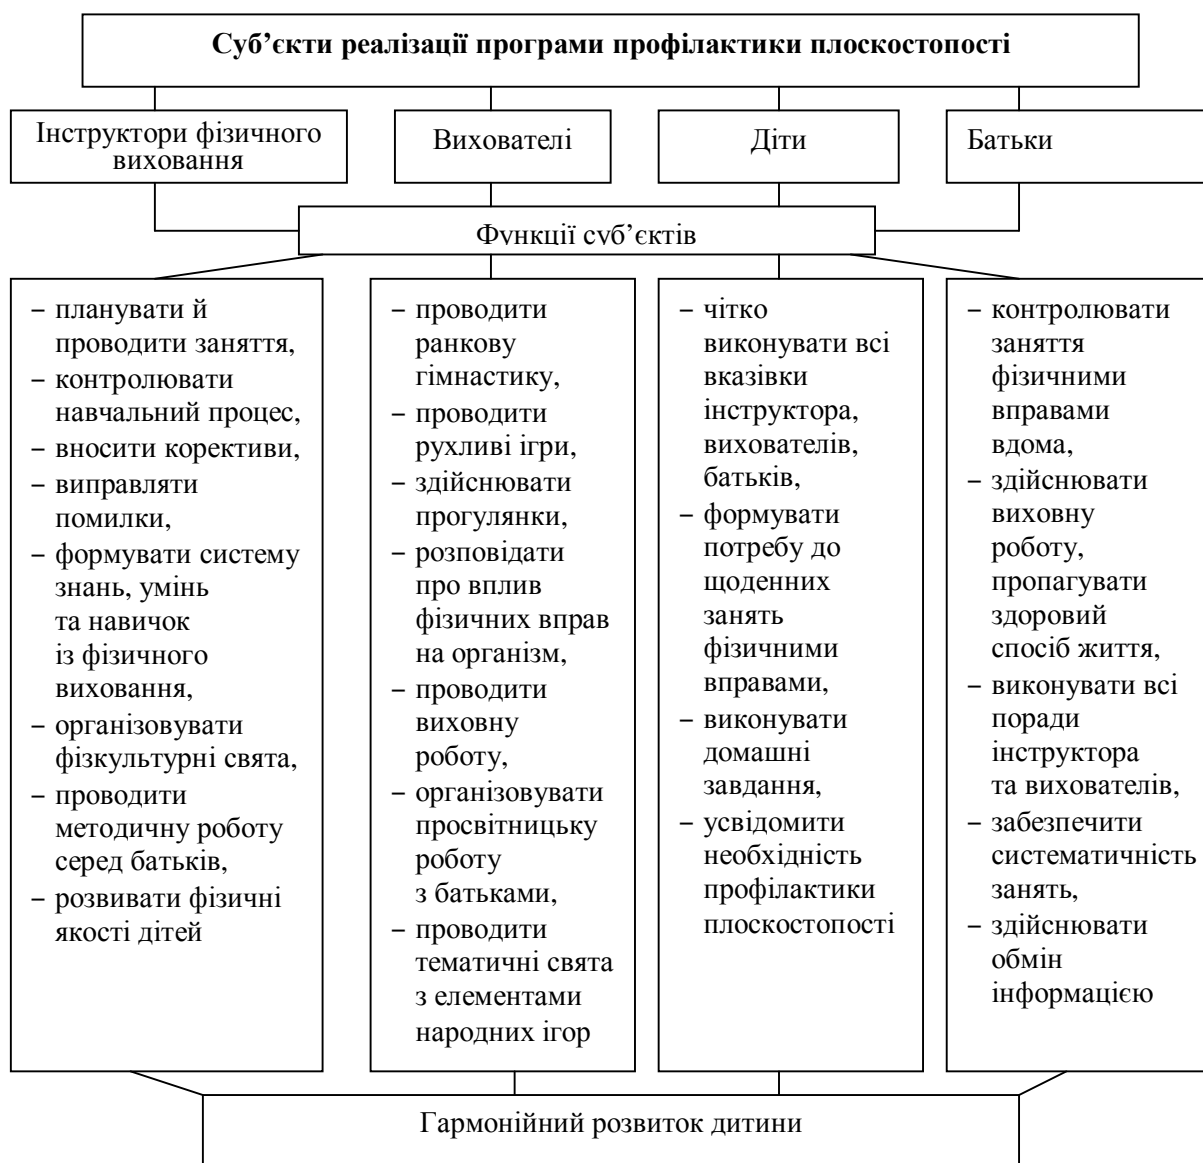 Суб’єкти реалізації програми профілактики плоскостопості
Інструктори фізичного
виховання
Вихователі
Діти
Батьки
Функції суб’єктів
– планувати й
проводити заняття,
– контролювати
навчальний процес,
– вносити корективи,
– виправляти
помилки,
– формувати систему
знань, умінь
та навичок
із фізичного
виховання,
– організовувати
фізкультурні свята,
– проводити
методичну роботу
серед батьків,
– розвивати фізичні
якості дітей
– проводити
ранкову
гімнастику,
– проводити
рухливі ігри,
– здійснювати
прогулянки,
– розповідати
про вплив
фізичних вправ
на організм,
– проводити
виховну
роботу,
– організовувати
просвітницьку
роботу
з батьками,
– проводити
тематичні свята
з елементами
народних ігор
– чітко
виконувати всі
вказівки
інструктора,
вихователів,
батьків,
– формувати
потребу до
щоденних
занять
фізичними
вправами,
– виконувати
домашні
завдання,
– усвідомити
необхідність
профілактики
плоскостопості
– контролювати
заняття
фізичними
вправами
вдома,
– здійснювати
виховну
роботу,
пропагувати
здоровий
спосіб життя,
– виконувати всі
поради
інструктора
та вихователів,
– забезпечити
систематичність
занять,
– здійснювати
обмін
інформацією
Гармонійний розвиток дитини